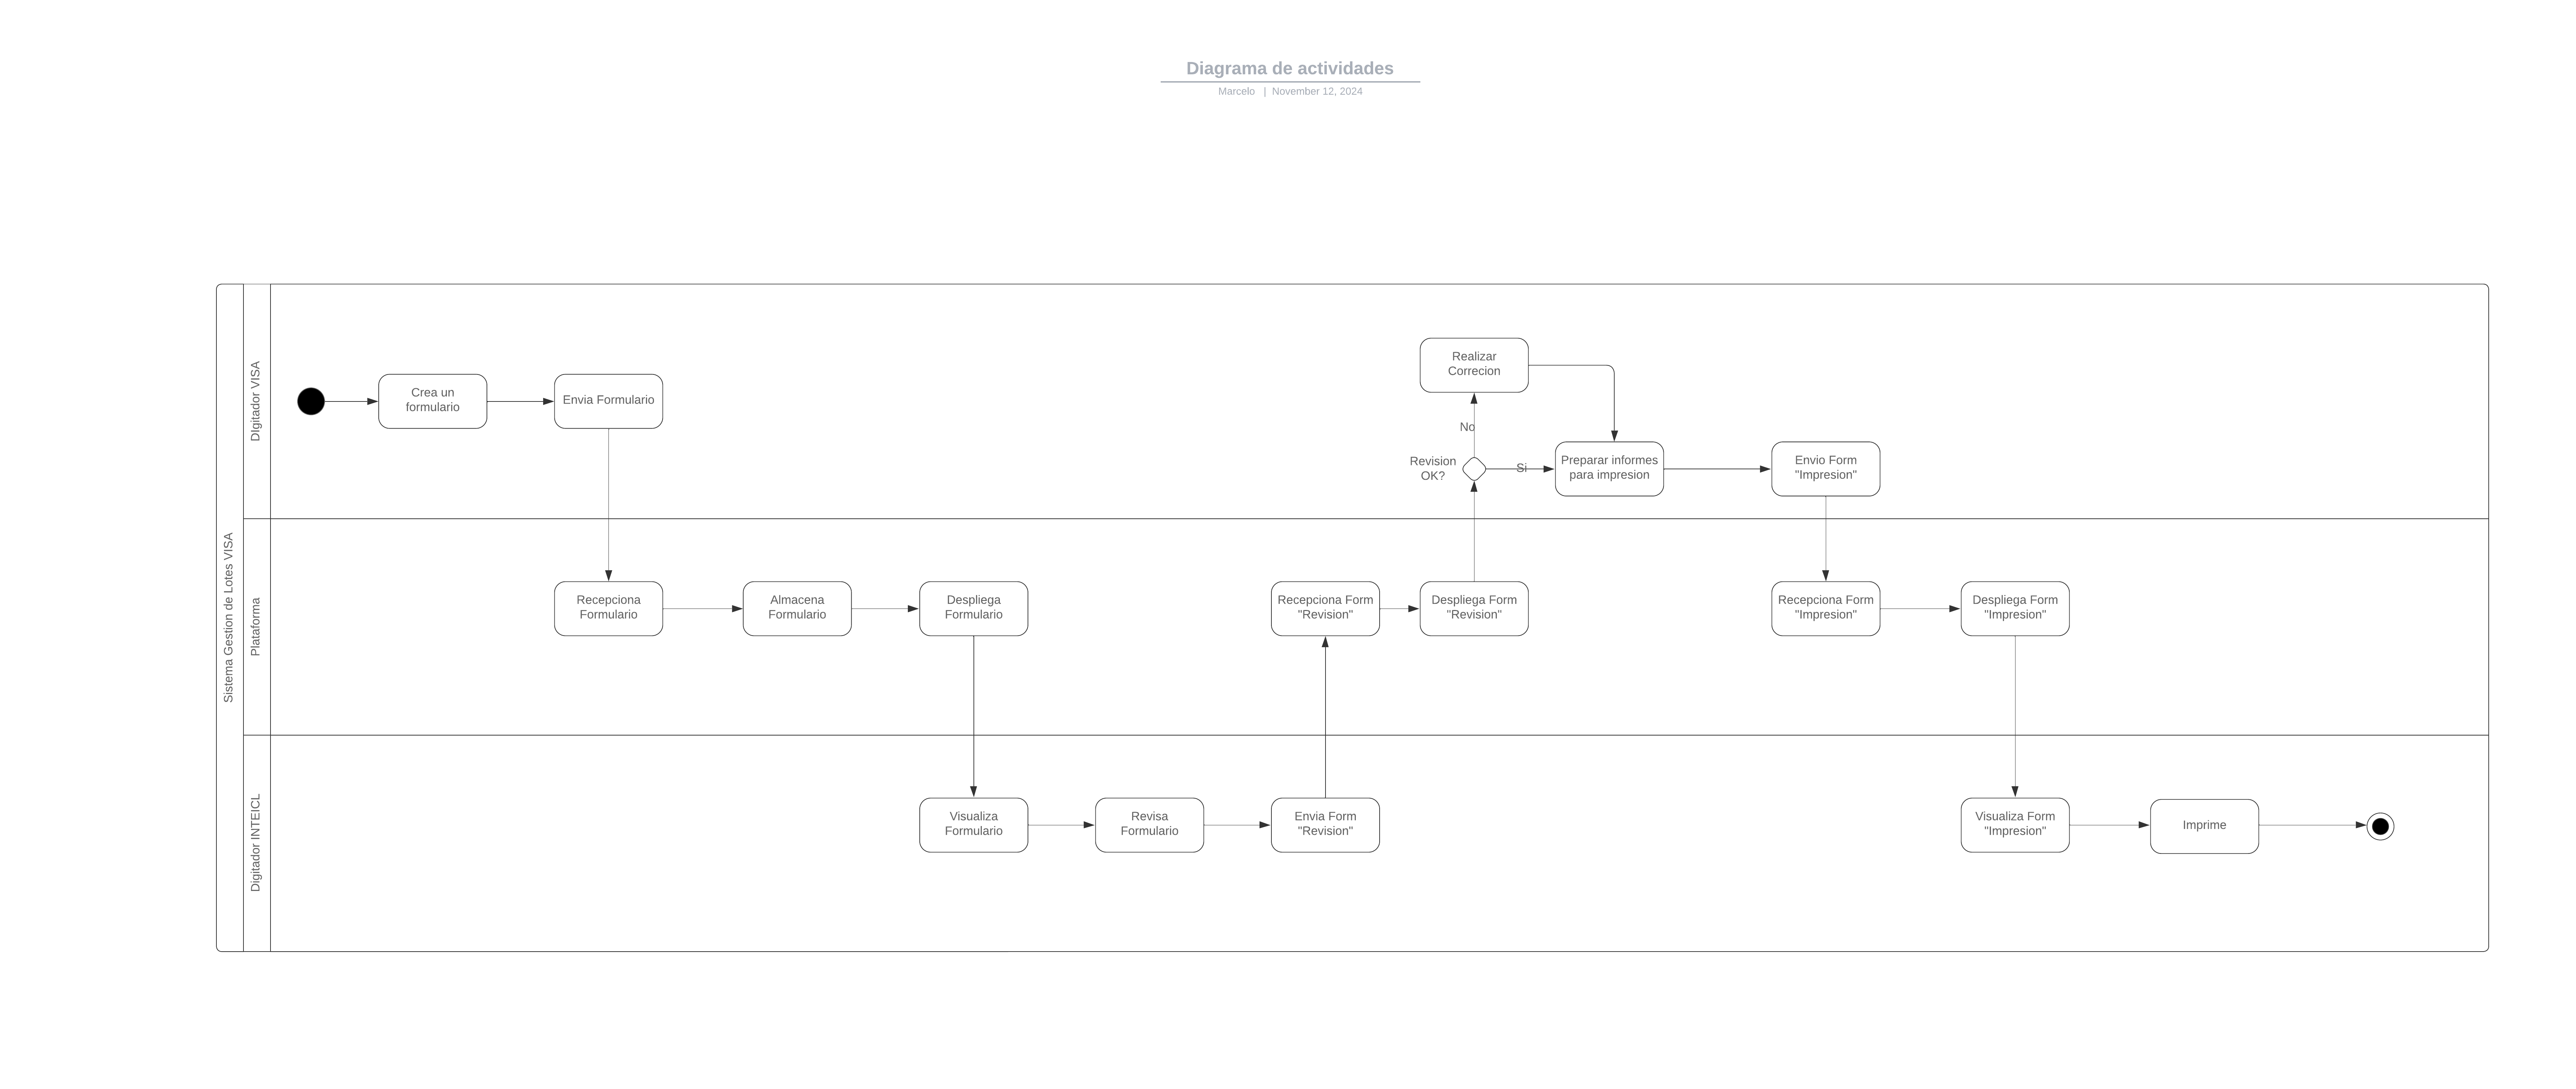 Diagrama de actividades
Marcelo | November 12, 2024
Sistema Gestion de Lotes VISA
DIgitador VISA
Crea un
formulario
Envia Formulario
Realizar
Correcion
No
Revision
OK?
Si
Preparar informes
para impresion
Envio Form
"Impresion"
Plataforma
Recepciona
Formulario
Almacena
Formulario
Despliega
Formulario
Recepciona Form
"Revision"
Despliega Form
"Revision"
Recepciona Form
"Impresion"
Despliega Form
"Impresion"
Digitador INTEICL
Visualiza
Formulario
Revisa
Formulario
Envia Form
"Revision"
Visualiza Form
"Impresion"
Imprime